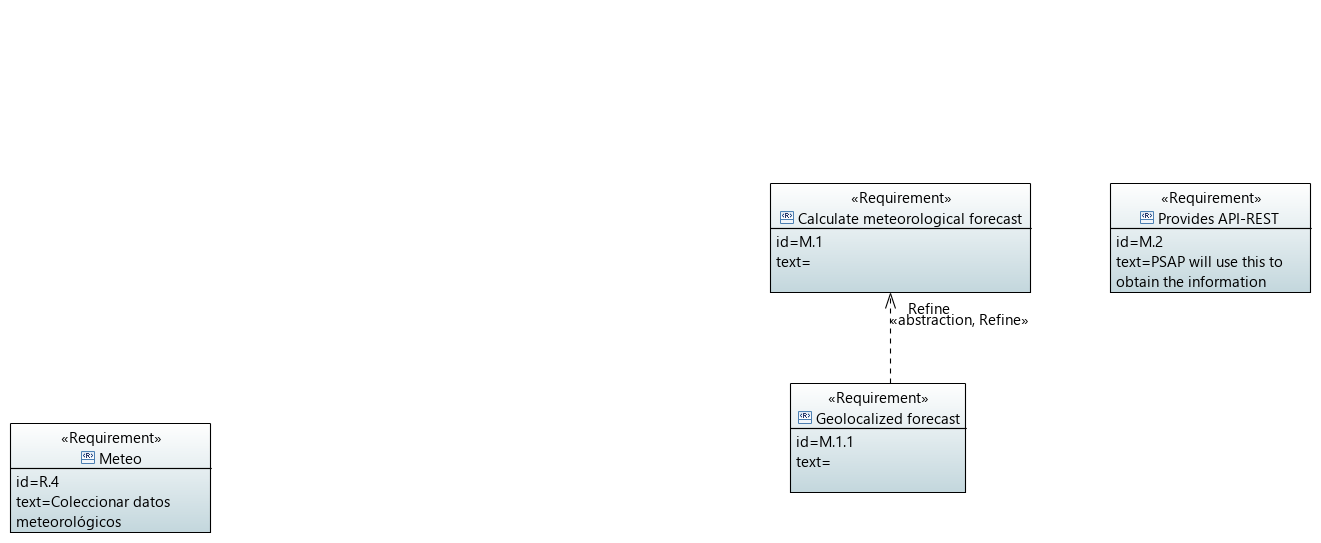 «Requirement»
Calculate meteorological forecast
id=M.1
text=
«Requirement»
Provides API-REST
id=M.2
text=PSAP will use this to
obtain the information
Refine
«abstraction, Refine»
«Requirement»
Geolocalized forecast
id=M.1.1
text=
«Requirement»
Meteo
id=R.4
text=Coleccionar datos
meteorológicos